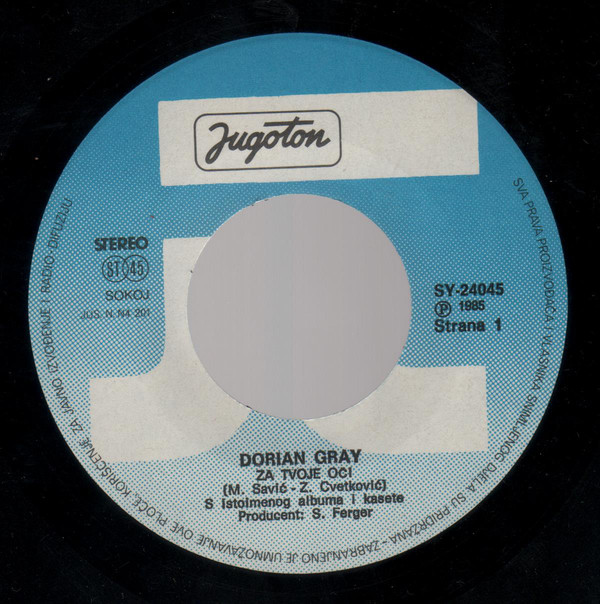 Jugoton
STEREO
ST 45
SOKOJ
JUS. N. N4 201
SY-24045
Ⓟ 1985
Strana 1
DORIAN GRAY
ZA TVOJE OCI
(M. Savić - Z. Cvetković)
S istoimenog albuma i kasete
Producent: S. Ferger
SVA PRAVA PROIZVOĐAČA I VLASNIKA SNIMLJENOG DJELA SU PRIDRŽANA - ZABRANJENO JE UMNOŽAVANJE OVE PLOČE, KORIŠĆENJE ZA JAVNO IZVOĐENJE I RADIO DIFUZIJU